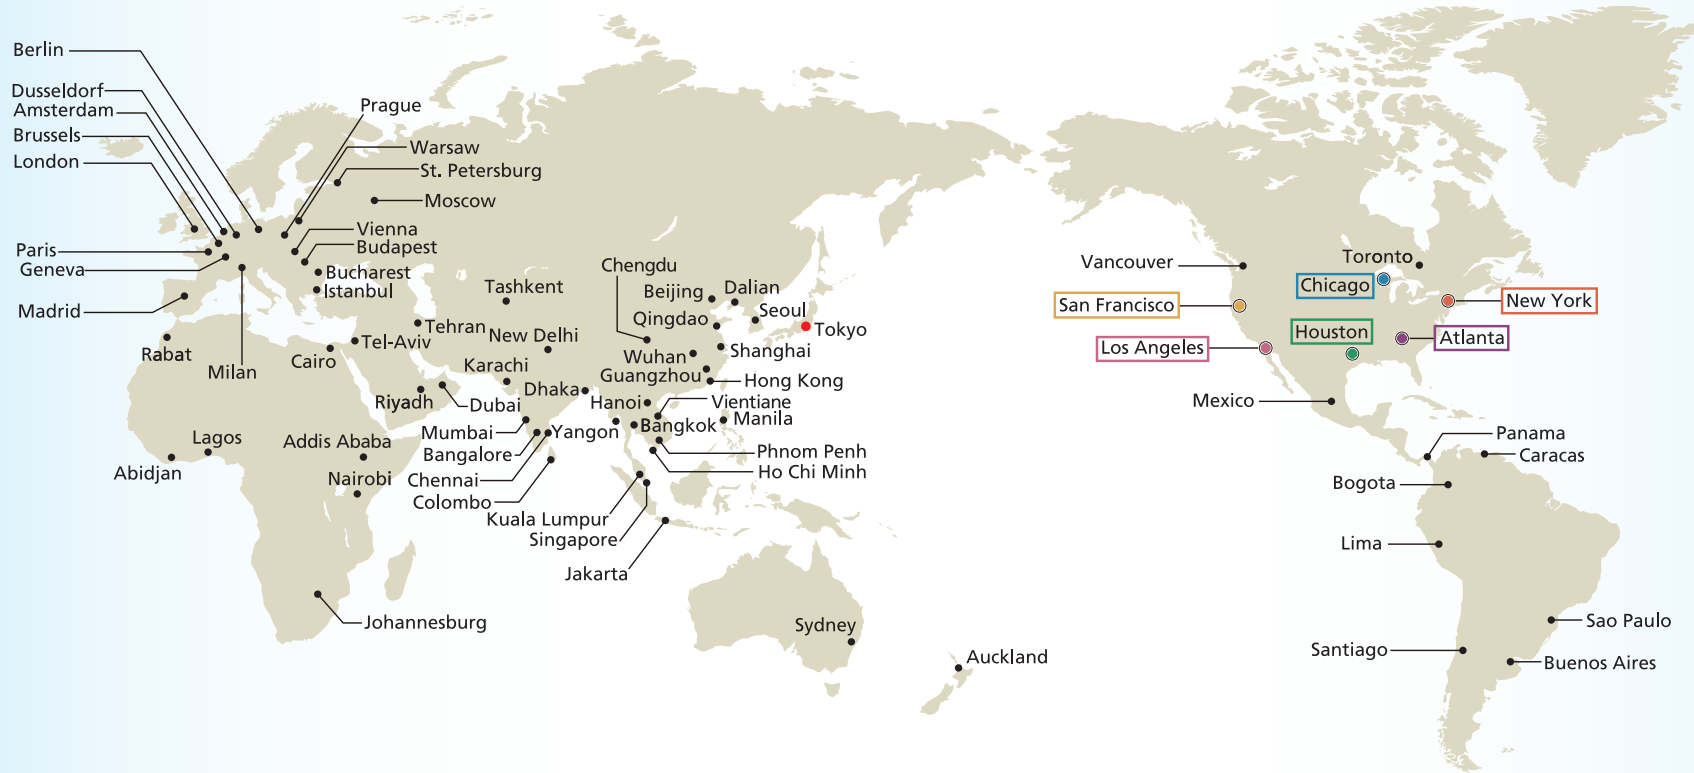 Berlin
Dusseldorf
Amsterdam
Brussels
London
Paris
Geneva
Madrid
Prague
Warsaw
St. Petersburg
Moscow
Vienna
Budapest
Bucharest
Istanbul
Rabat
Milan
Cairo
Tel-Aviv
Tehran
Tashkent
New Delhi
Karachi
Riyadh
Dubai
Dhaka
Mumbai
Bangalore
Chennai
Colombo
Yangon
Chengdu
Beijing
Dalian
Qingdao
Seoul
Tokyo
Wuhan
Shanghai
Guangzhou
Hong Kong
Hanoi
Vientiane
Bangkok
Manila
Phnom Penh
Ho Chi Minh
Kuala Lumpur
Singapore
Jakarta
Lagos
Abidjan
Addis Ababa
Nairobi
Johannesburg
Sydney
Auckland
Vancouver
Toronto
Chicago
San Francisco
New York
Houston
Atlanta
Los Angeles
Mexico
Panama
Caracas
Bogota
Lima
Sao Paulo
Santiago
Buenos Aires